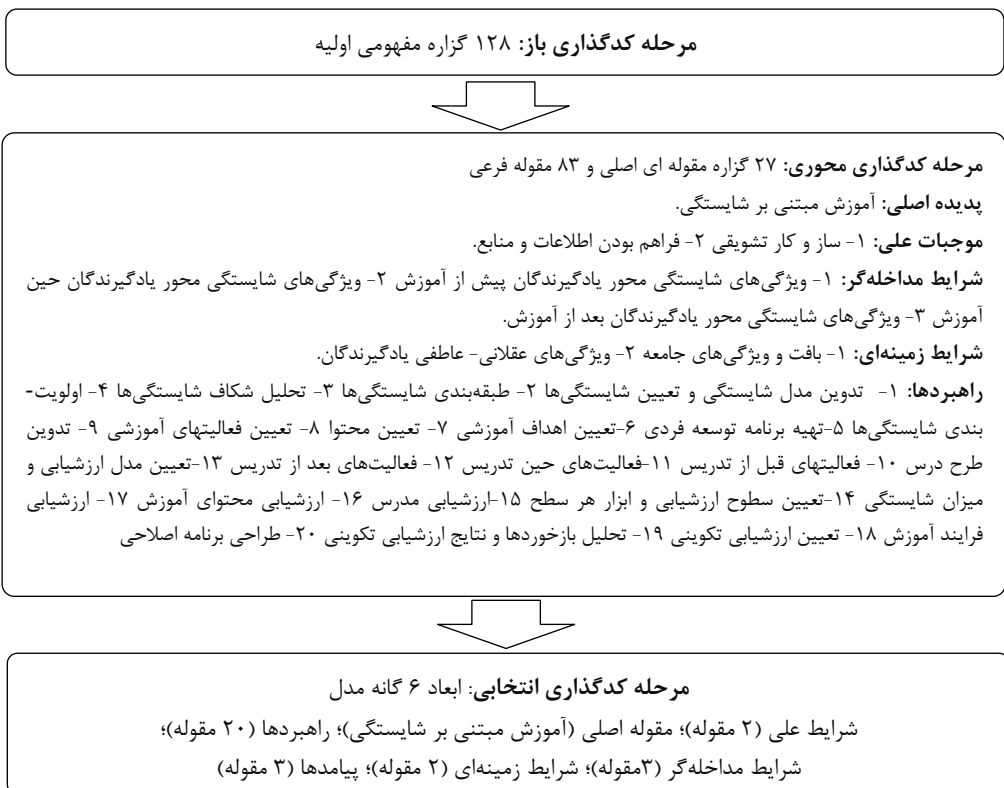 مرحله کدگذاری باز: ۱۲۸ گزاره مفهومی اولیه
مرحله کدگذاری محوری: ۲۷ گزاره مقوله ای اصلی و ۸۳ مقوله فرعی
پدیده اصلی: آموزش مبتنی بر شایستگی.
موجبات علی: ۱- ساز و کار تشویقی ۲- فراهم بودن اطلاعات و منابع.
شرایط مداخله‌گر: ۱- ویژگی‌های شایستگی محور یادگیرندگان پیش از آموزش ۲- ویژگی‌های شایستگی محور یادگیرندگان حین
آموزش ۳- ویژگی‌های شایستگی محور یادگیرندگان بعد از آموزش.
شرایط زمینه‌ای: ۱- بافت و ویژگی‌های جامعه ۲- ویژگی‌های عقلانی- عاطفی یادگیرندگان.
راهبردها: ۱- تدوین مدل شایستگی و تعیین شایستگی‌ها ۲- طبقه‌بندی شایستگی‌ها ۳- تحلیل شکاف شایستگی‌ها ۴- اولویت-
بندی شایستگی‌ها ۵-تهیه برنامه توسعه فردی ۶-تعیین اهداف آموزشی ۷- تعیین محتوا ۸- تعیین فعالیتهای آموزشی ۹- تدوین
طرح درس ۱۰- فعالیتهای قبل از تدریس ۱۱-فعالیت‌های حین تدریس ۱۲- فعالیت‌های بعد از تدریس ۱۳-تعیین مدل ارزشیابی و
میزان شایستگی ۱۴-تعیین سطوح ارزشیابی و ابزار هر سطح ۱۵-ارزشیابی مدرس ۱۶- ارزشیابی محتوای آموزش ۱۷- ارزشیابی
فرایند آموزش ۱۸- تعیین ارزشیابی تکوینی ۱۹- تحلیل بازخوردها و نتایج ارزشیابی تکوینی ۲۰- طراحی برنامه اصلاحی
مرحله کدگذاری انتخابی: ابعاد ۶ گانه مدل
شرایط علی (۲ مقوله)؛ مقوله اصلی (آموزش مبتنی بر شایستگی)؛ راهبردها (۲۰ مقوله)؛
شرایط مداخله‌گر (۳مقوله)؛ شرایط زمینه‌ای (۲ مقوله)؛ پیامدها (۳ مقوله)